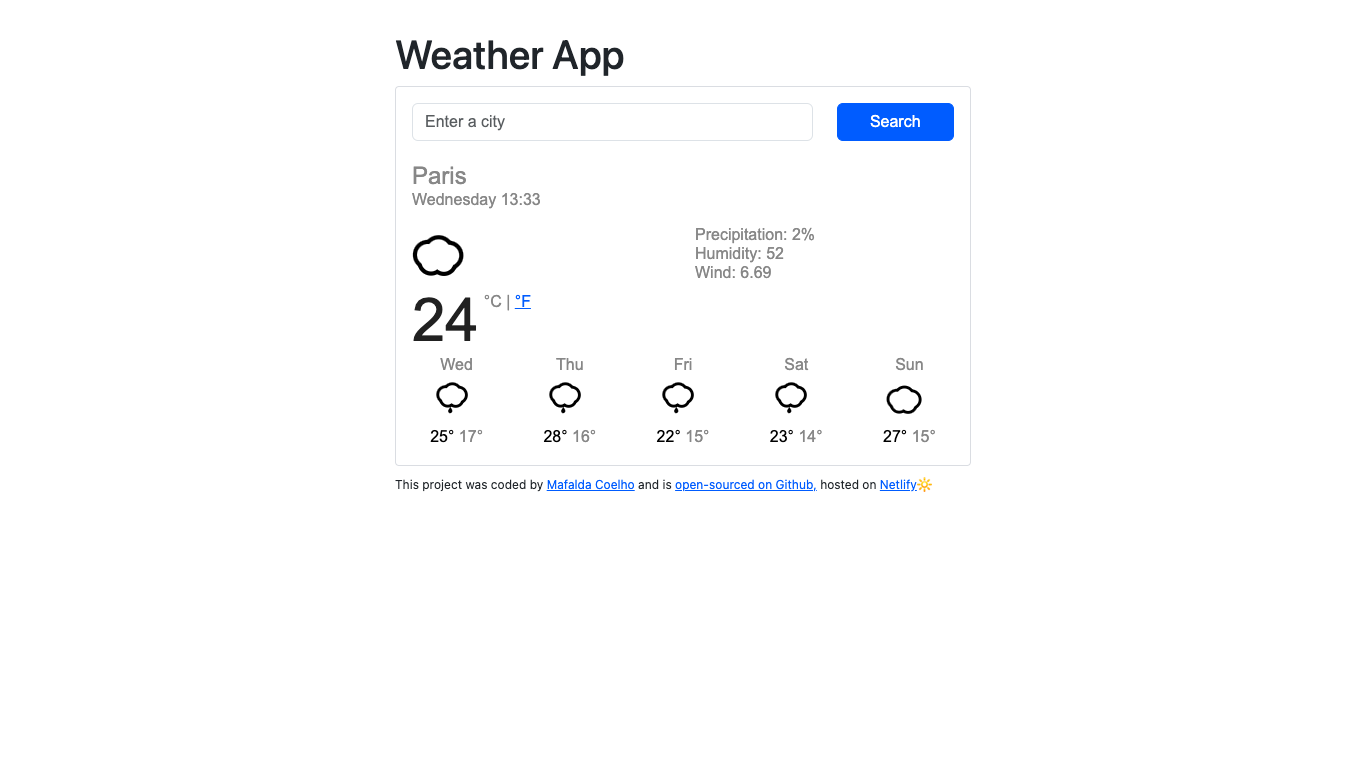 Weather App
Enter a city
Search
Paris
Wednesday 13:33
Precipitation: 2%
Humidity: 52
Wind: 6.69
24 °C | °F
Wed Thu Fri Sat Sun
25° 17° 28° 16° 22° 15° 23° 14° 27° 15°
This project was coded by Mafalda Coelho and is open-sourced on Github, hosted on Netlify🔆